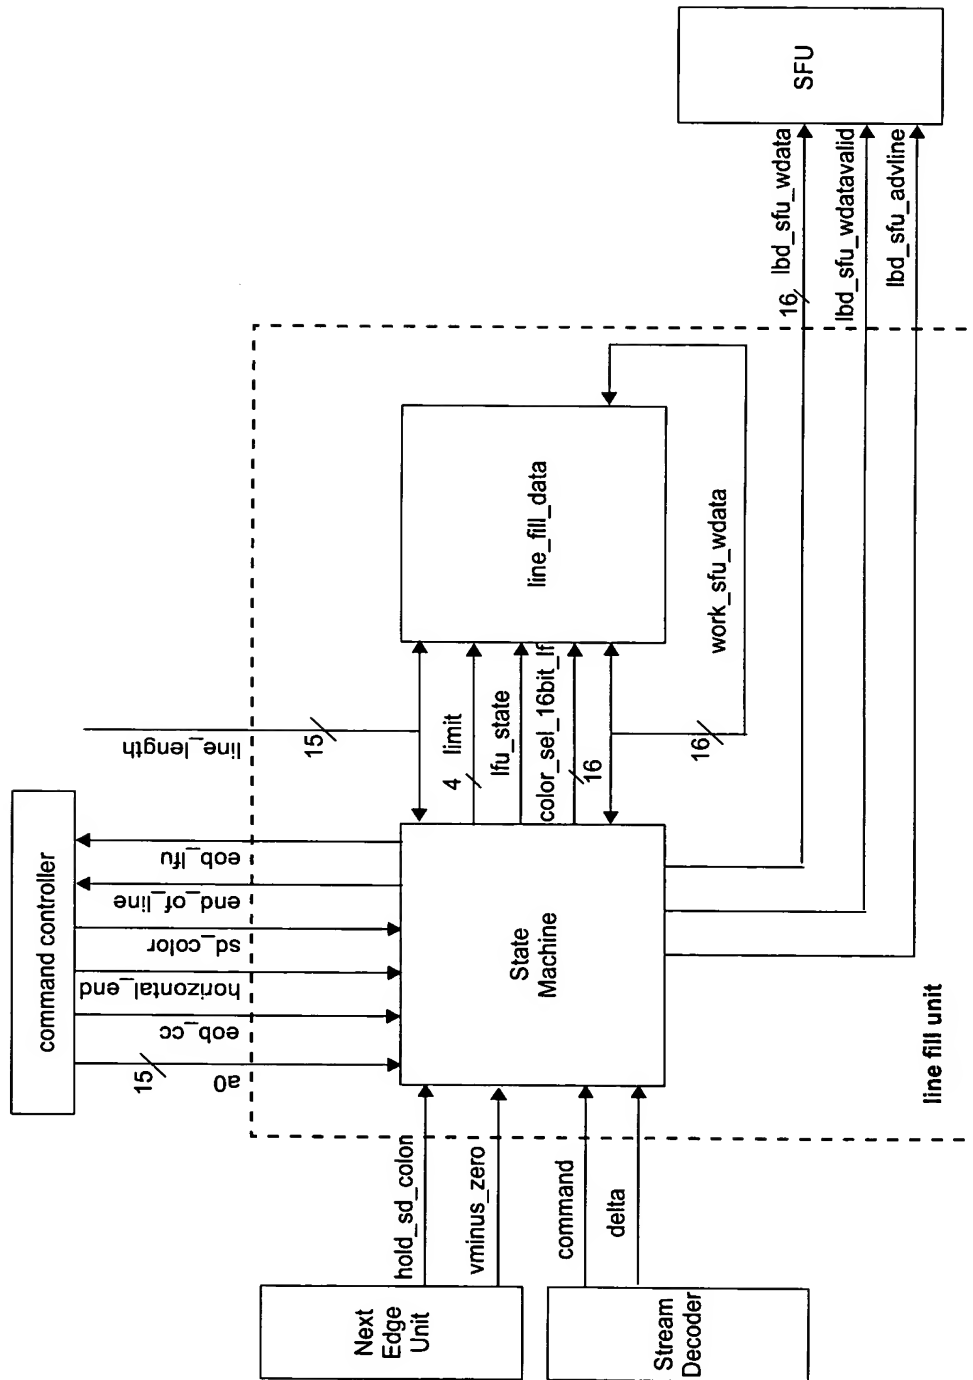 command controller
a0
15
eob_cc
horizontal_end
sd_color
end_of_line
eob_lfu
line_length
15
Next
Edge
Unit
hold_sd_colon
vminus_zero
Stream
Decoder
command
delta
State
Machine
4
limit
lfu_state
color_sel_16bit_lf
16
line_fill_data
16
work_sfu_wdata
16
lbd_sfu_wdata
lbd_sfu_wdatavalid
lbd_sfu_advline
SFU
line fill unit